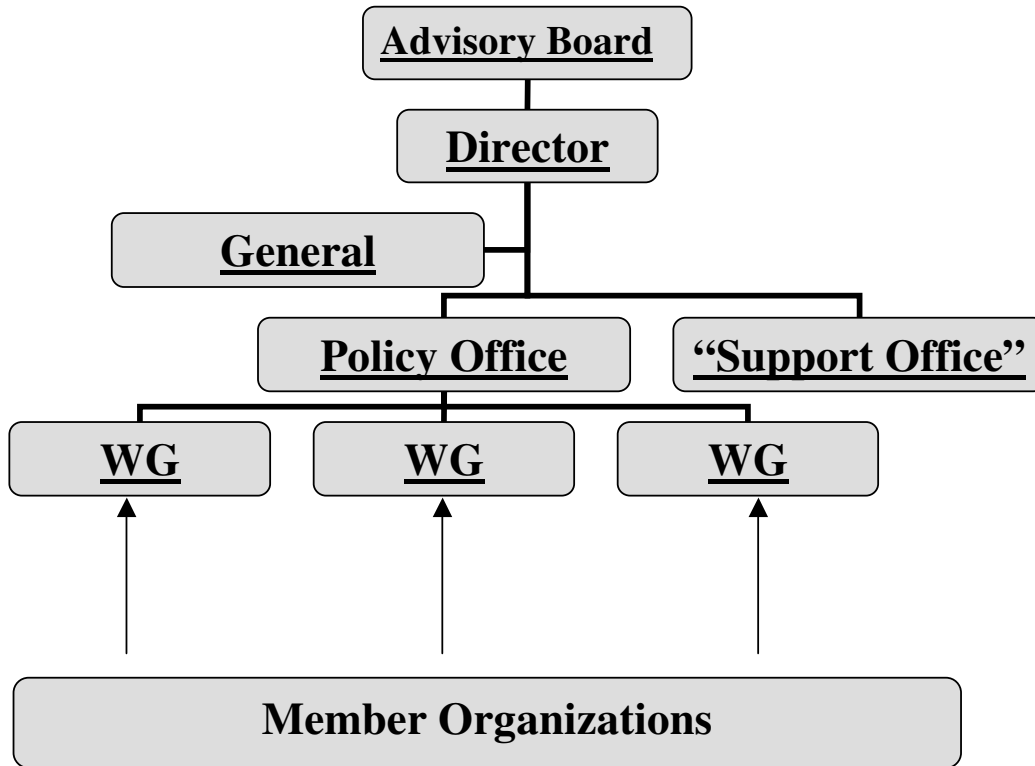 Advisory Board
Director
General
Policy Office
“Support Office”
WG
WG
WG
Member Organizations